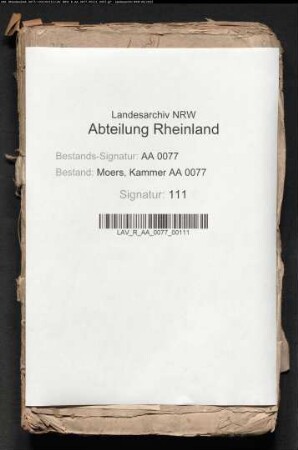 Landesarchiv NRW
Abteilung Rheinland
Bestands-Signatur: AA 0077
Bestand: Moers, Kammer AA 0077
Signatur: 111
LAV_R_AA_0077_00111